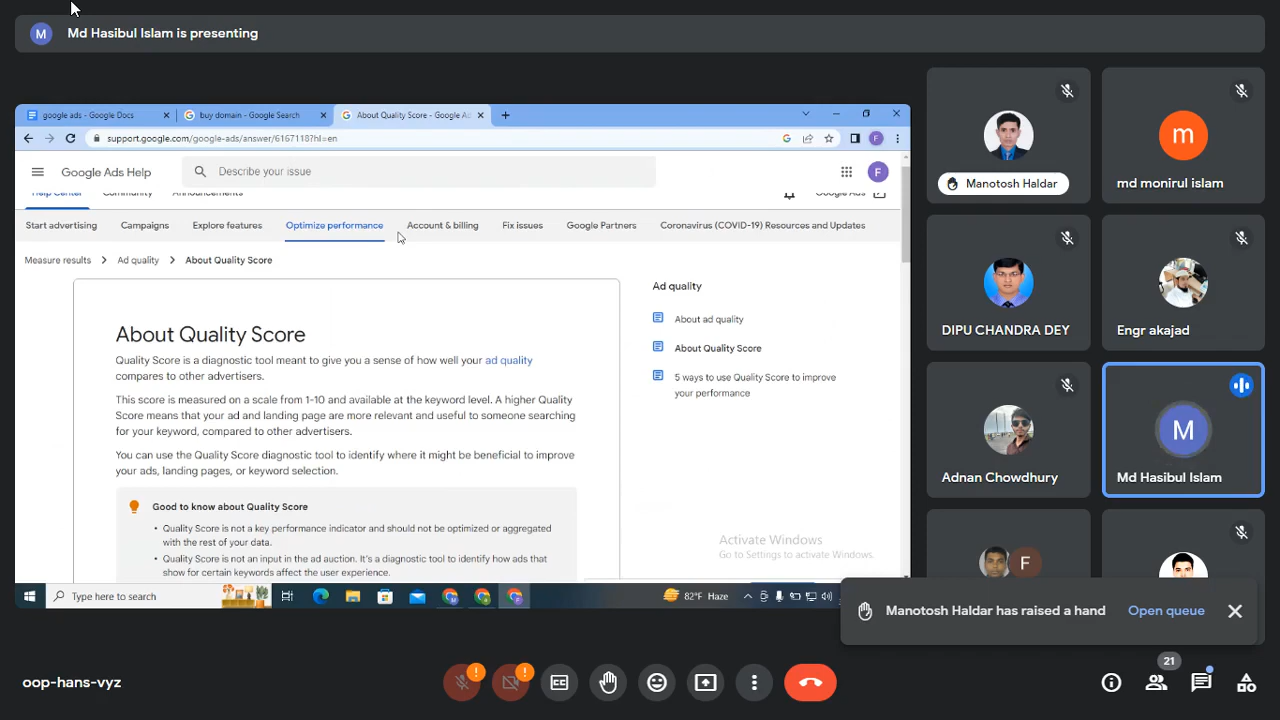 M Md Hasibul Islam is presenting
google ads - Google Docs
buy domain - Google Search
About Quality Score - Google Ad
support.google.com/google-ads/answer/6167118?hl=en
F
Google Ads Help
Describe your issue
F
Help Center Community Announcements Google Ads
Start advertising Campaigns Explore features Optimize performance Account & billing Fix issues Google Partners Coronavirus (COVID-19) Resources and Updates
Measure results Ad quality About Quality Score
About Quality Score
Quality Score is a diagnostic tool meant to give you a sense of how well your ad quality
compares to other advertisers.
This score is measured on a scale from 1-10 and available at the keyword level. A higher Quality
Score means that your ad and landing page are more relevant and useful to someone searching
for your keyword, compared to other advertisers.
You can use the Quality Score diagnostic tool to identify where it might be beneficial to improve
your ads, landing pages, or keyword selection.
Good to know about Quality Score
• Quality Score is not a key performance indicator and should not be optimized or aggregated
with the rest of your data.
• Quality Score is not an input in the ad auction. It's a diagnostic tool to identify how ads that
show for certain keywords affect the user experience.
Ad quality
About ad quality
About Quality Score
5 ways to use Quality Score to improve
your performance
Activate Windows
Go to Settings to activate Windows.
Type here to search
82°F Haze
Manotosh Haldar
m
md monirul islam
DIPU CHANDRA DEY
Engr akajad
Adnan Chowdhury
M
Md Hasibul Islam
F
Manotosh Haldar has raised a hand
Open queue
oop-hans-vyz
CC
21